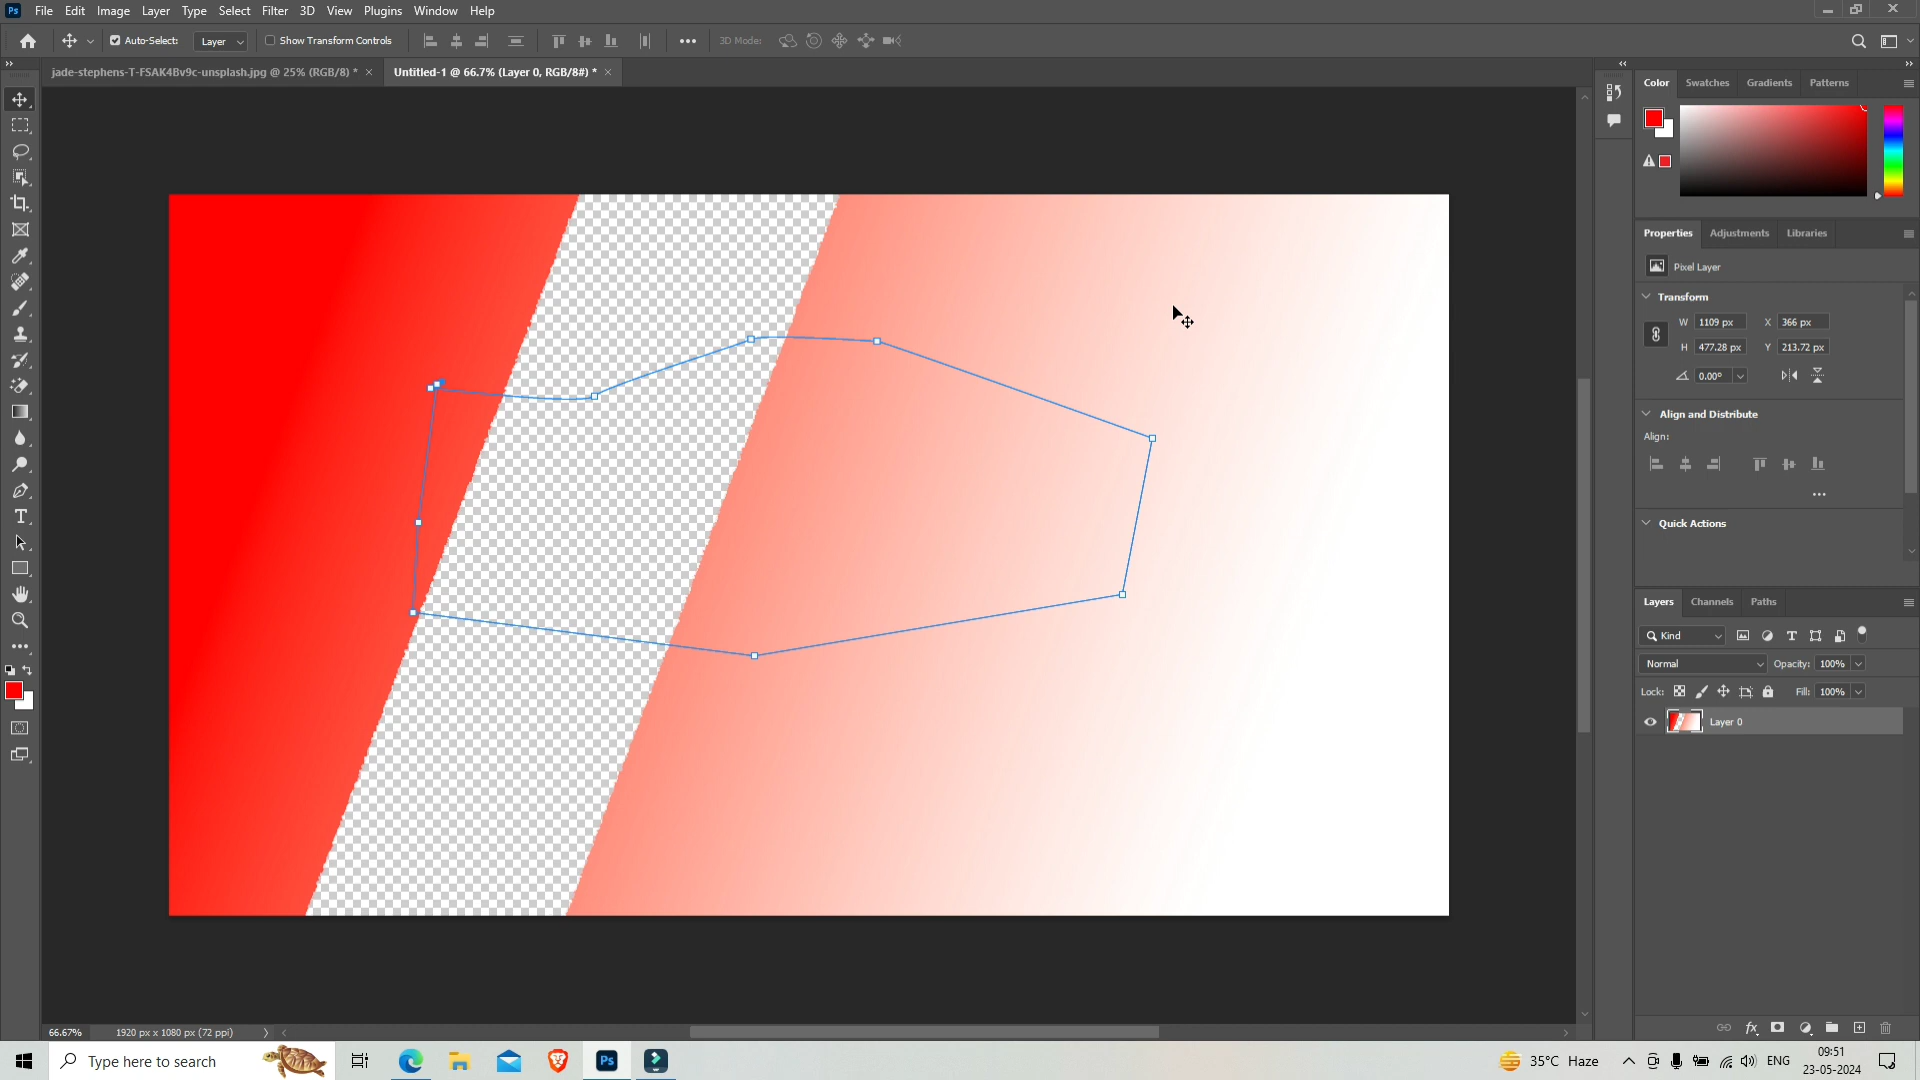 Ps File Edit Image Layer Type Select Filter 3D View Plugins Window Help
Auto-Select: Layer Show Transform Controls 3D Mode:
jade-stephens-T-FSAK4Bv9c-unsplash.jpg @ 25% (RGB/8) * × Untitled-1 @ 66.7% (Layer 0, RGB/8#) * ×
Color Swatches Gradients Patterns
Properties Adjustments Libraries
Pixel Layer
Transform
W 1109 px X 366 px
H 477.28 px Y 213.72 px
0.00°
Align and Distribute
Align:
Quick Actions
Layers Channels Paths
Kind
Normal Opacity: 100%
Lock: Fill: 100%
Layer 0
66.67% 1920 px x 1080 px (72 ppi)
Type here to search
Ps
35°C Haze
ENG
09:51
23-05-2024